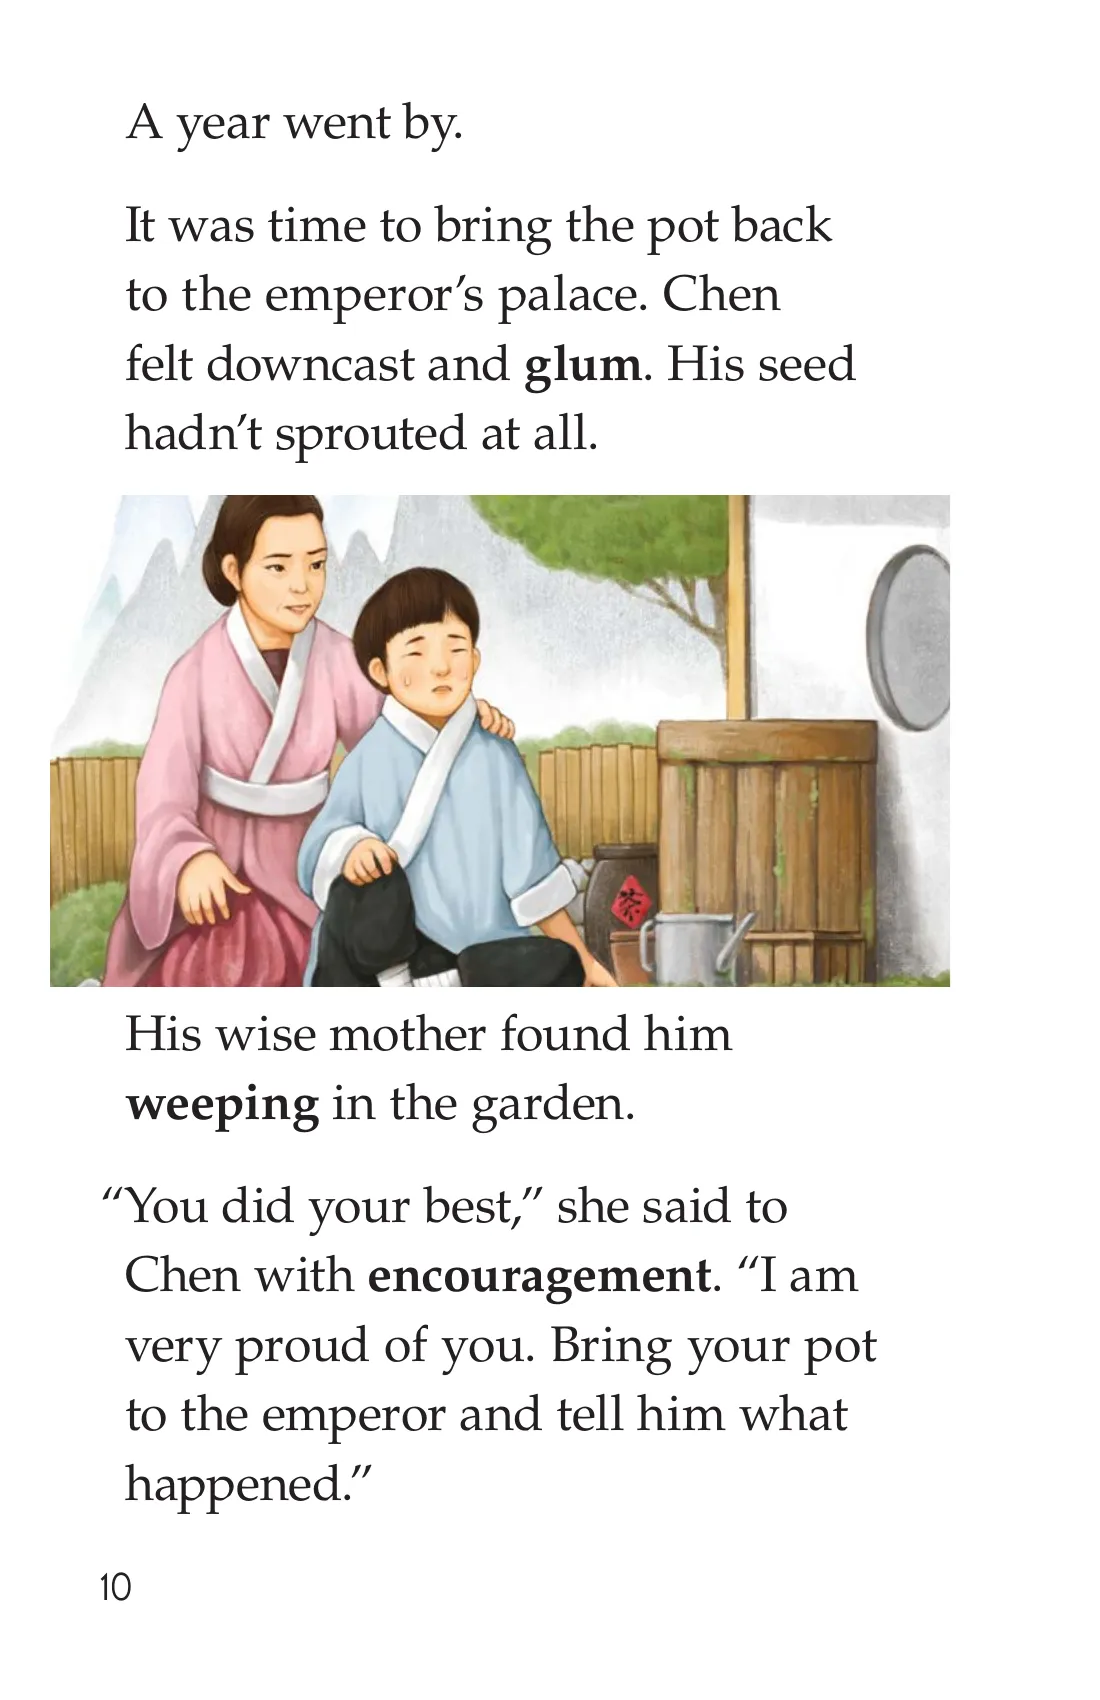 A year went by.
It was time to bring the pot back
to the emperor’s palace. Chen
felt downcast and glum. His seed
hadn’t sprouted at all.
茶
His wise mother found him
weeping in the garden.
“You did your best,” she said to
Chen with encouragement. “I am
very proud of you. Bring your pot
to the emperor and tell him what
happened.”
10